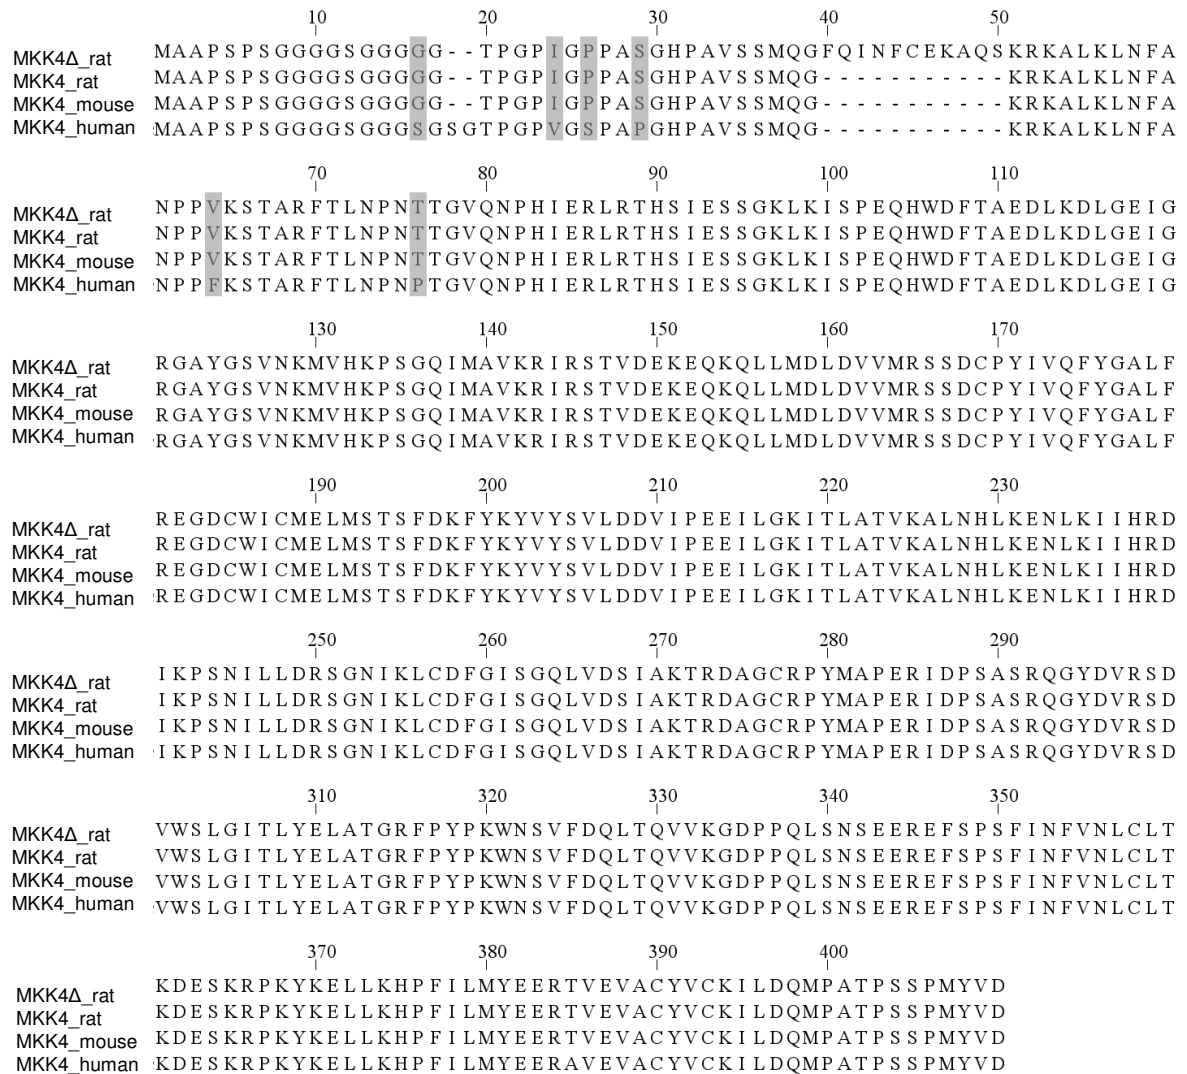 10 20 30 40 50
MKK4Δ_rat MAAPSPSGGGGSGGGGG--TPGPIGPPASGHPAVSSMQGFQINFCEKAQSKRKALKLNFA
MKK4_rat MAAPSPSGGGGSGGGGG--TPGPIGPPASGHPAVSSMQG-----------KRKALKLNFA
MKK4_mouse MAAPSPSGGGGSGGGGG--TPGPIGPPASGHPAVSSMQG-----------KRKALKLNFA
MKK4_human MAAPSPSGGGGSGGGSGSGTPGPVGSPAPGHPAVSSMQG-----------KRKALKLNFA
70 80 90 100 110
MKK4Δ_rat NPPVKSTARFTLNPNTTGVQNPHIERLRTHSIESSGKLKISPEQHWDFTAEDLKDLGEIG
MKK4_rat NPPVKSTARFTLNPNTTGVQNPHIERLRTHSIESSGKLKISPEQHWDFTAEDLKDLGEIG
MKK4_mouse NPPVKSTARFTLNPNTTGVQNPHIERLRTHSIESSGKLKISPEQHWDFTAEDLKDLGEIG
MKK4_human NPPFKSTARFTLNPNPTGVQNPHIERLRTHSIESSGKLKISPEQHWDFTAEDLKDLGEIG
130 140 150 160 170
MKK4Δ_rat RGAYGSVNKMVHKPSGQIMAVKRIRSTVDEKEQKQLLMDLDVVMRSSDCPYIVQFYGALF
MKK4_rat RGAYGSVNKMVHKPSGQIMAVKRIRSTVDEKEQKQLLMDLDVVMRSSDCPYIVQFYGALF
MKK4_mouse RGAYGSVNKMVHKPSGQIMAVKRIRSTVDEKEQKQLLMDLDVVMRSSDCPYIVQFYGALF
MKK4_human RGAYGSVNKMVHKPSGQIMAVKRIRSTVDEKEQKQLLMDLDVVMRSSDCPYIVQFYGALF
190 200 210 220 230
MKK4Δ_rat REGDCWICMELMSTSFDKFYKYVYSVLDDVIPEEILGKITLATVKALNHLKENLKIIHRD
MKK4_rat REGDCWICMELMSTSFDKFYKYVYSVLDDVIPEEILGKITLATVKALNHLKENLKIIHRD
MKK4_mouse REGDCWICMELMSTSFDKFYKYVYSVLDDVIPEEILGKITLATVKALNHLKENLKIIHRD
MKK4_human REGDCWICMELMSTSFDKFYKYVYSVLDDVIPEEILGKITLATVKALNHLKENLKIIHRD
250 260 270 280 290
MKK4Δ_rat IKPSNILLDRSGNIKLCDFGISGQLVDSIAKTRDAGCRPYMAPERIDPSASRQGYDVRSD
MKK4_rat IKPSNILLDRSGNIKLCDFGISGQLVDSIAKTRDAGCRPYMAPERIDPSASRQGYDVRSD
MKK4_mouse IKPSNILLDRSGNIKLCDFGISGQLVDSIAKTRDAGCRPYMAPERIDPSASRQGYDVRSD
MKK4_human IKPSNILLDRSGNIKLCDFGISGQLVDSIAKTRDAGCRPYMAPERIDPSASRQGYDVRSD
310 320 330 340 350
MKK4Δ_rat VWSLGITLYELATGRFPYPKWNSVFDQLTQVVKGDPPQLSNSEEREFSPSFINFVNLCLT
MKK4_rat VWSLGITLYELATGRFPYPKWNSVFDQLTQVVKGDPPQLSNSEEREFSPSFINFVNLCLT
MKK4_mouse VWSLGITLYELATGRFPYPKWNSVFDQLTQVVKGDPPQLSNSEEREFSPSFINFVNLCLT
MKK4_human VWSLGITLYELATGRFPYPKWNSVFDQLTQVVKGDPPQLSNSEEREFSPSFINFVNLCLT
370 380 390 400
MKK4Δ_rat KDESKRPKYKELLKHPFILMYEERTVEVACYVCKILDQMPATPSSPMYVD
MKK4_rat KDESKRPKYKELLKHPFILMYEERTVEVACYVCKILDQMPATPSSPMYVD
MKK4_mouse KDESKRPKYKELLKHPFILMYEERTVEVACYVCKILDQMPATPSSPMYVD
MKK4_human KDESKRPKYKELLKHPFILMYEERAVEVACYVCKILDQMPATPSSPMYVD